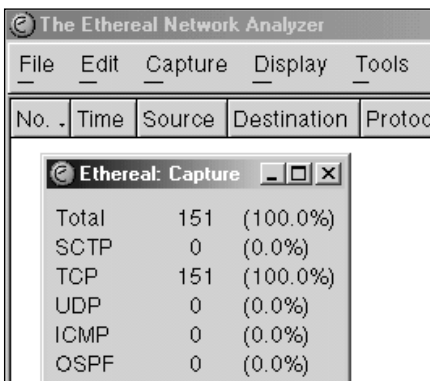 The Ethereal Network Analyzer
File Edit Capture Display Tools
No. Time Source Destination Protoc
Ethereal: Capture
Total 151 (100.0%)
SCTP 0 (0.0%)
TCP 151 (100.0%)
UDP 0 (0.0%)
ICMP 0 (0.0%)
OSPF 0 (0.0%)